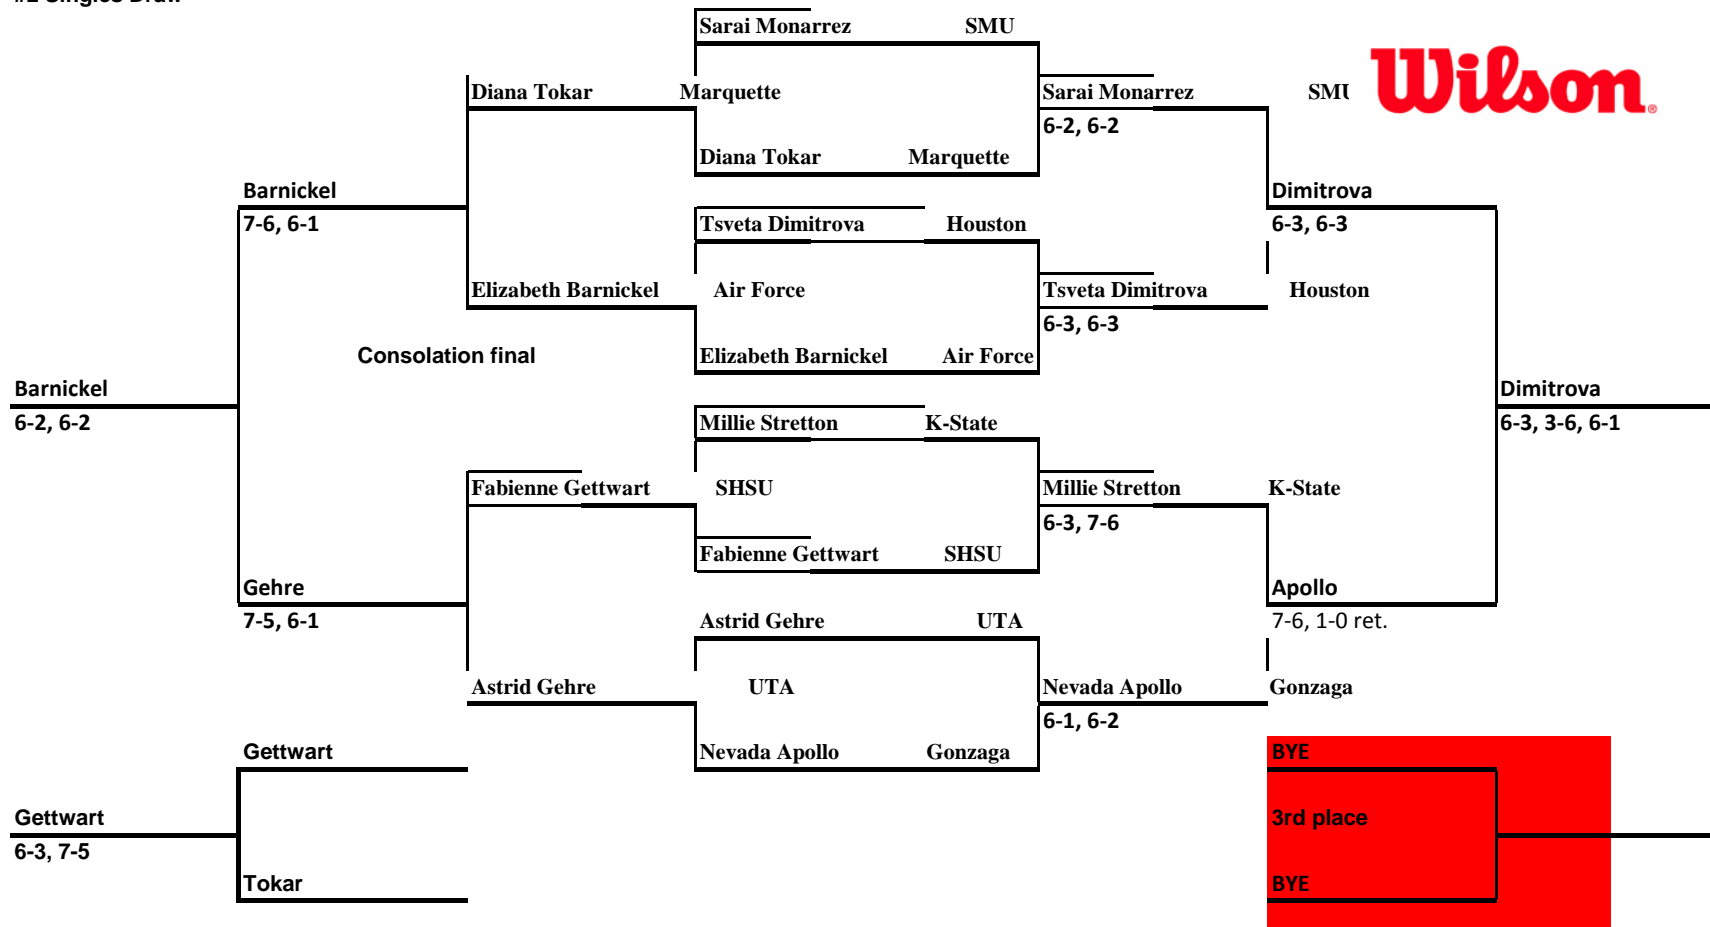 Sarai Monarrez SMU
Diana Tokar Marquette Sarai Monarrez Wilson
6-2, 6-2
Diana Tokar Marquette
Barnickel Dimitrova
7-6, 6-1 Tsveta Dimitrova Houston 6-3, 6-3
Elizabeth Barnickel Air Force Tsveta Dimitrova Houston
6-3, 6-3
Consolation final Elizabeth Barnickel Air Force
Barnickel Dimitrova
6-2, 6-2 Millie Stretton K-State 6-3, 3-6, 6-1
Fabienne Gettwart SHSU Millie Stretton K-State
6-3, 7-6
Fabienne Gettwart SHSU
Gehre Apollo
7-5, 6-1 Astrid Gehre UTA 7-6, 1-0 ret.
Astrid Gehre UTA Nevada Apollo Gonzaga
6-1, 6-2
Gettwart Nevada Apollo Gonzaga BYE
Gettwart 3rd place
6-3, 7-5
Tokar BYE